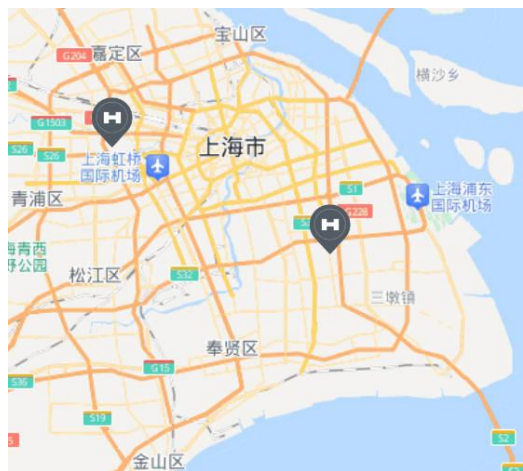 宝山区
嘉定区
G204
横沙乡
G1503
S26
S26
上海市
上海虹桥
国际机场
青浦区
S1
上海浦东
国际机场
G228
海青西
野公园
松江区
S32
三墩镇
奉贤区
G15
S36
S19
S2
金山区